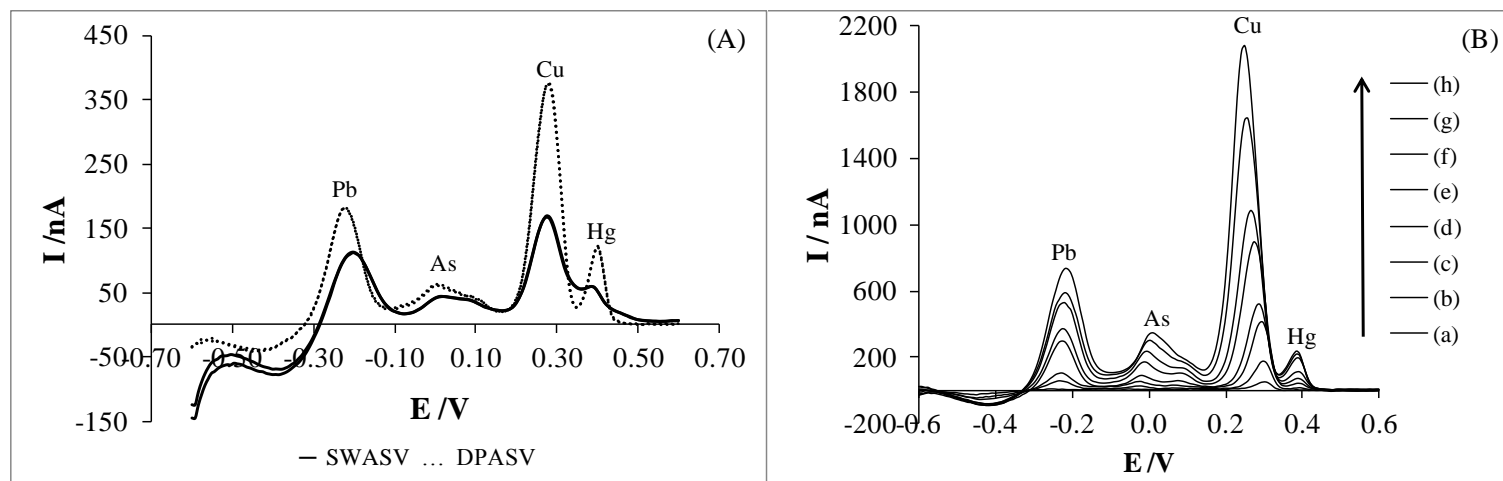 (A)
450
350
250
150
50
-50
-150
-0.70
-0.50
-0.30
-0.10
0.10
0.30
0.50
0.70
Pb
As
Cu
Hg
I /nA
E /V
SWASV … DPASV
(B)
2200
1800
1400
1000
600
200
-200
-0.6
-0.4
-0.2
0.0
0.2
0.4
0.6
Pb
As
Cu
Hg
I / nA
E /V
(h)
(g)
(f)
(e)
(d)
(c)
(b)
(a)